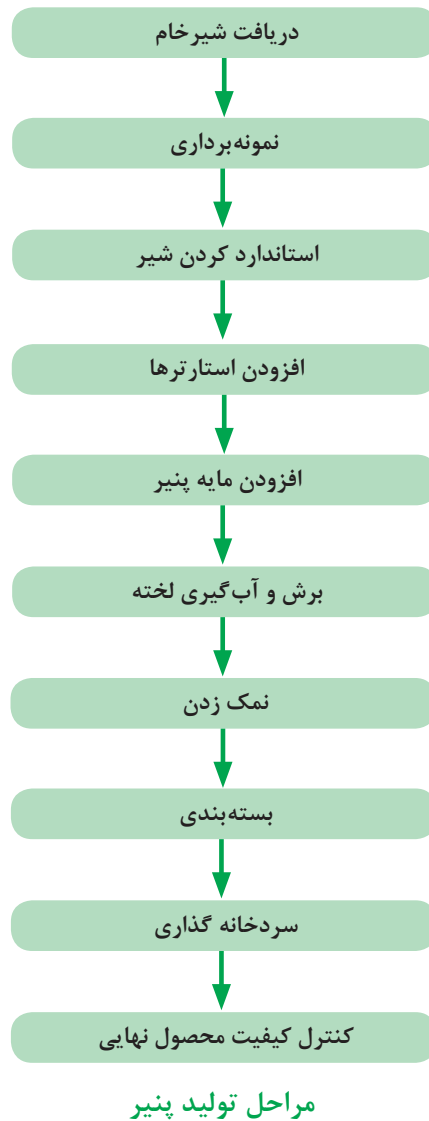 دریافت شیرخام
نمونه‌برداری
استاندارد کردن شیر
افزودن استارترها
افزودن مایه پنیر
برش و آب‌گیری لخته
نمک زدن
بسته‌بندی
سردخانه گذاری
کنترل کیفیت محصول نهایی
مراحل تولید پنیر